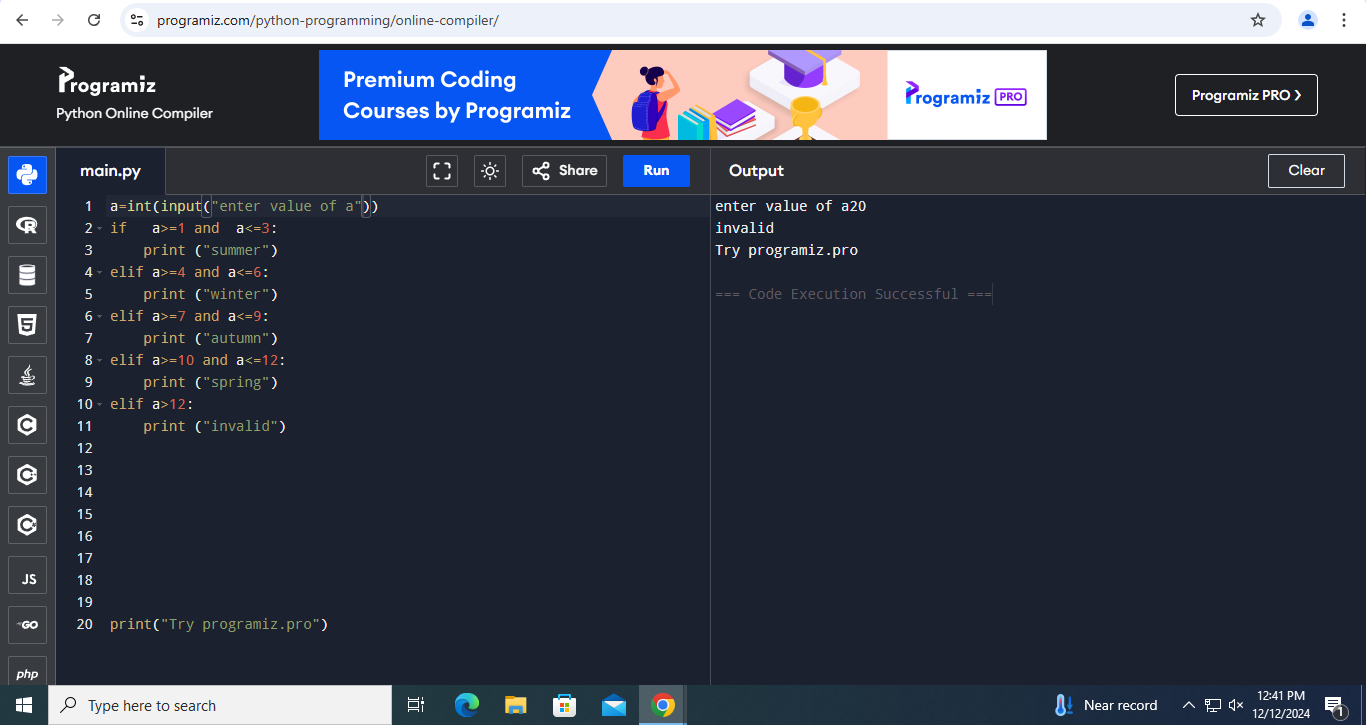 programiz.com/python-programming/online-compiler/
Programiz
Python Online Compiler
Premium Coding
Courses by Programiz
Programiz PRO
Programiz PRO ❯
main.py
Share
Run
Output
Clear
1 a=int(input("enter value of a"))
2 if   a>=1 and  a<=3:
3     print ("summer")
4 elif a>=4 and a<=6:
5     print ("winter")
6 elif a>=7 and a<=9:
7     print ("autumn")
8 elif a>=10 and a<=12:
9     print ("spring")
10 elif a>12:
11     print ("invalid")
12
13
14
15
16
17
18
19
20 print("Try programiz.pro")
enter value of a20
invalid
Try programiz.pro
=== Code Execution Successful ===
R
5
C
C
C
JS
GO
php
Type here to search
Near record
12:41 PM
12/12/2024
1